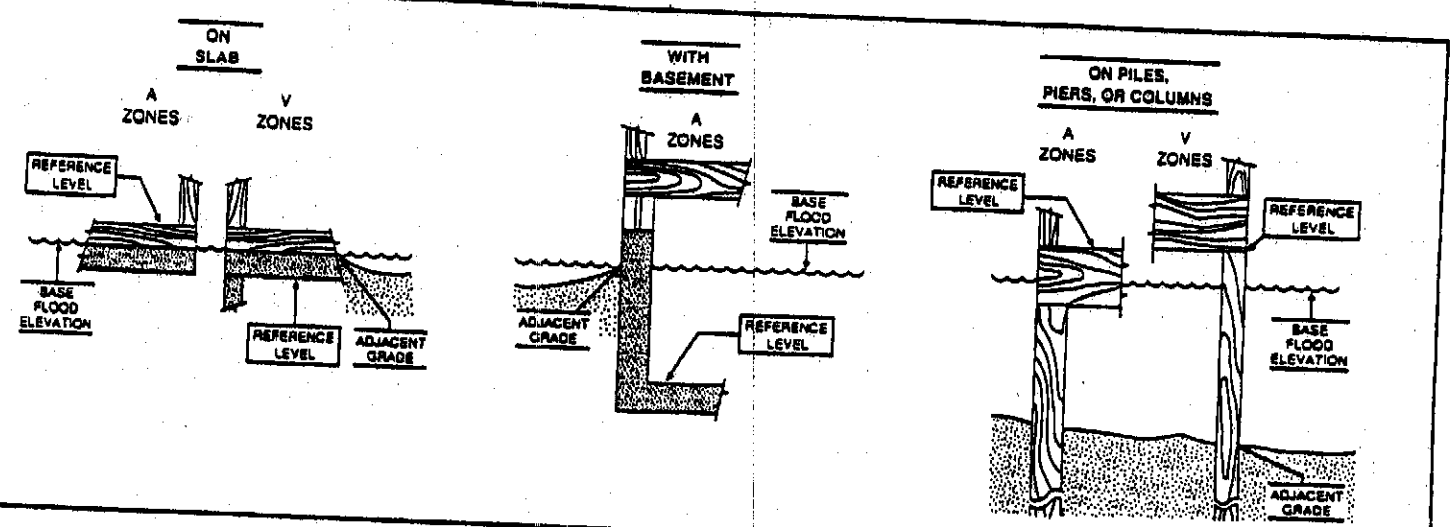 ON
SLAB
A
ZONES
V
ZONES
REFERENCE
LEVEL
BASE
FLOOD
ELEVATION
REFERENCE
LEVEL
ADJACENT
GRADE
WITH
BASEMENT
A
ZONES
BASE
FLOOD
ELEVATION
ADJACENT
GRADE
REFERENCE
LEVEL
ON PILES,
PIERS, OR COLUMNS
A
ZONES
V
ZONES
REFERENCE
LEVEL
REFERENCE
LEVEL
BASE
FLOOD
ELEVATION
ADJACENT
GRADE